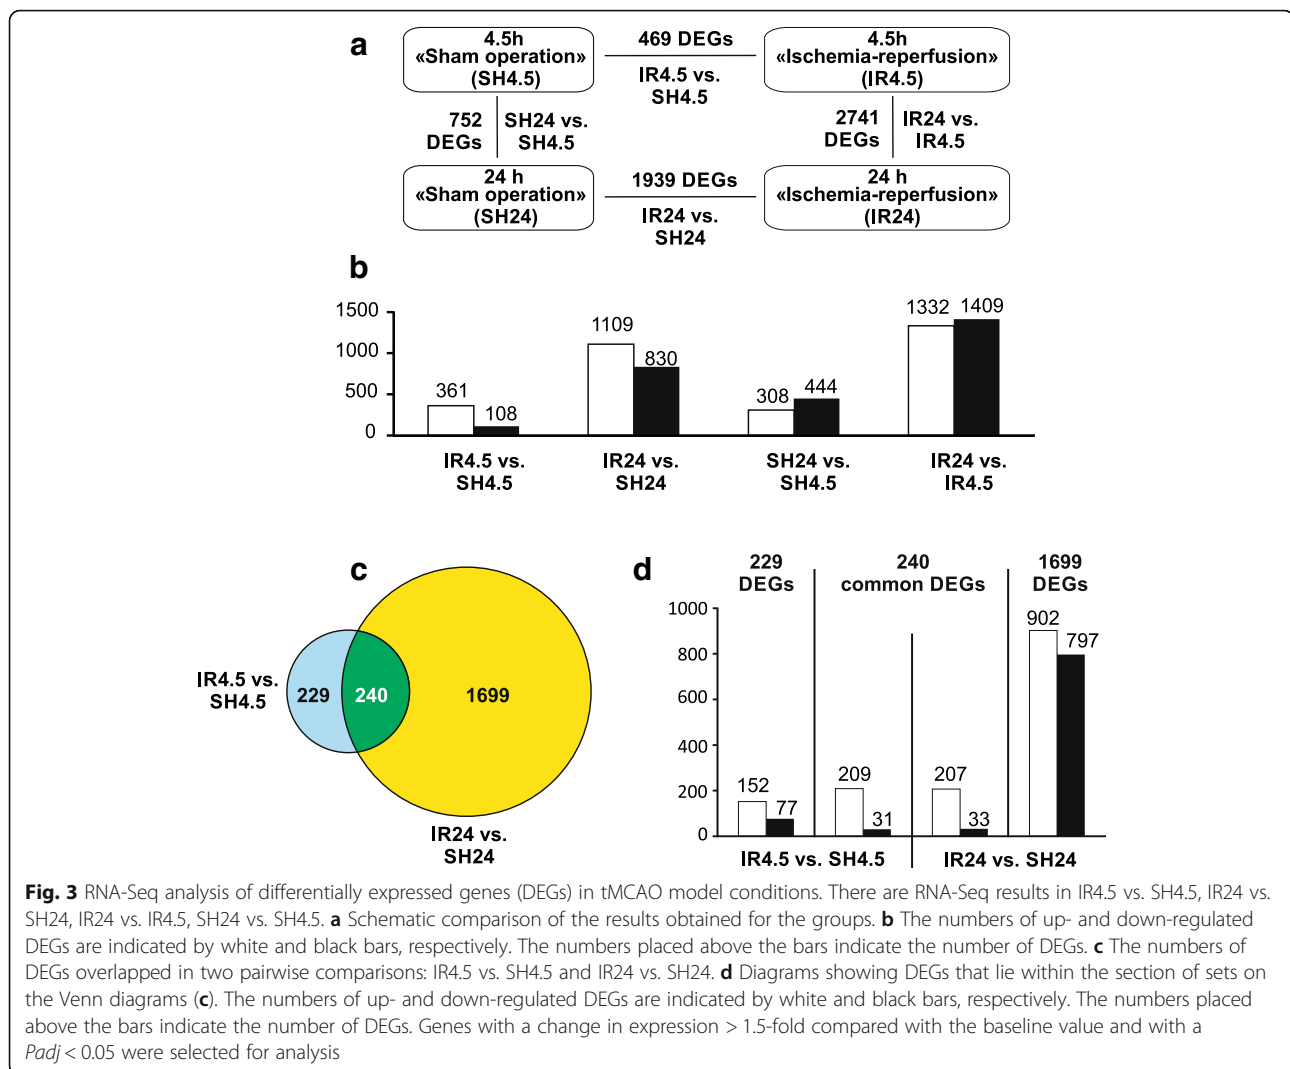 a
4.5h
«Sham operation»
(SH4.5)
469 DEGs
IR4.5 vs.
SH4.5
4.5h
«Ischemia-reperfusion»
(IR4.5)
752
DEGs
SH24 vs.
SH4.5
2741
DEGs
IR24 vs.
IR4.5
24 h
«Sham operation»
(SH24)
1939 DEGs
IR24 vs.
SH24
24 h
«Ischemia-reperfusion»
(IR24)
b
1500
1000
500
0
361
108
1109
830
308
444
1332
1409
IR4.5 vs.
SH4.5
IR24 vs.
SH24
SH24 vs.
SH4.5
IR24 vs.
IR4.5
c
IR4.5 vs.
SH4.5
229
240
1699
IR24 vs.
SH24
d
229
DEGs
240
common DEGs
1699
DEGs
1000
800
600
400
200
0
152
77
209
31
207
33
902
797
IR4.5 vs. SH4.5
IR24 vs. SH24
Fig. 3 RNA-Seq analysis of differentially expressed genes (DEGs) in tMCAO model conditions. There are RNA-Seq results in IR4.5 vs. SH4.5, IR24 vs.
SH24, IR24 vs. IR4.5, SH24 vs. SH4.5. a Schematic comparison of the results obtained for the groups. b The numbers of up- and down-regulated
DEGs are indicated by white and black bars, respectively. The numbers placed above the bars indicate the number of DEGs. c The numbers of
DEGs overlapped in two pairwise comparisons: IR4.5 vs. SH4.5 and IR24 vs. SH24. d Diagrams showing DEGs that lie within the section of sets on
the Venn diagrams (c). The numbers of up- and down-regulated DEGs are indicated by white and black bars, respectively. The numbers placed
above the bars indicate the number of DEGs. Genes with a change in expression > 1.5-fold compared with the baseline value and with a
Padj < 0.05 were selected for analysis